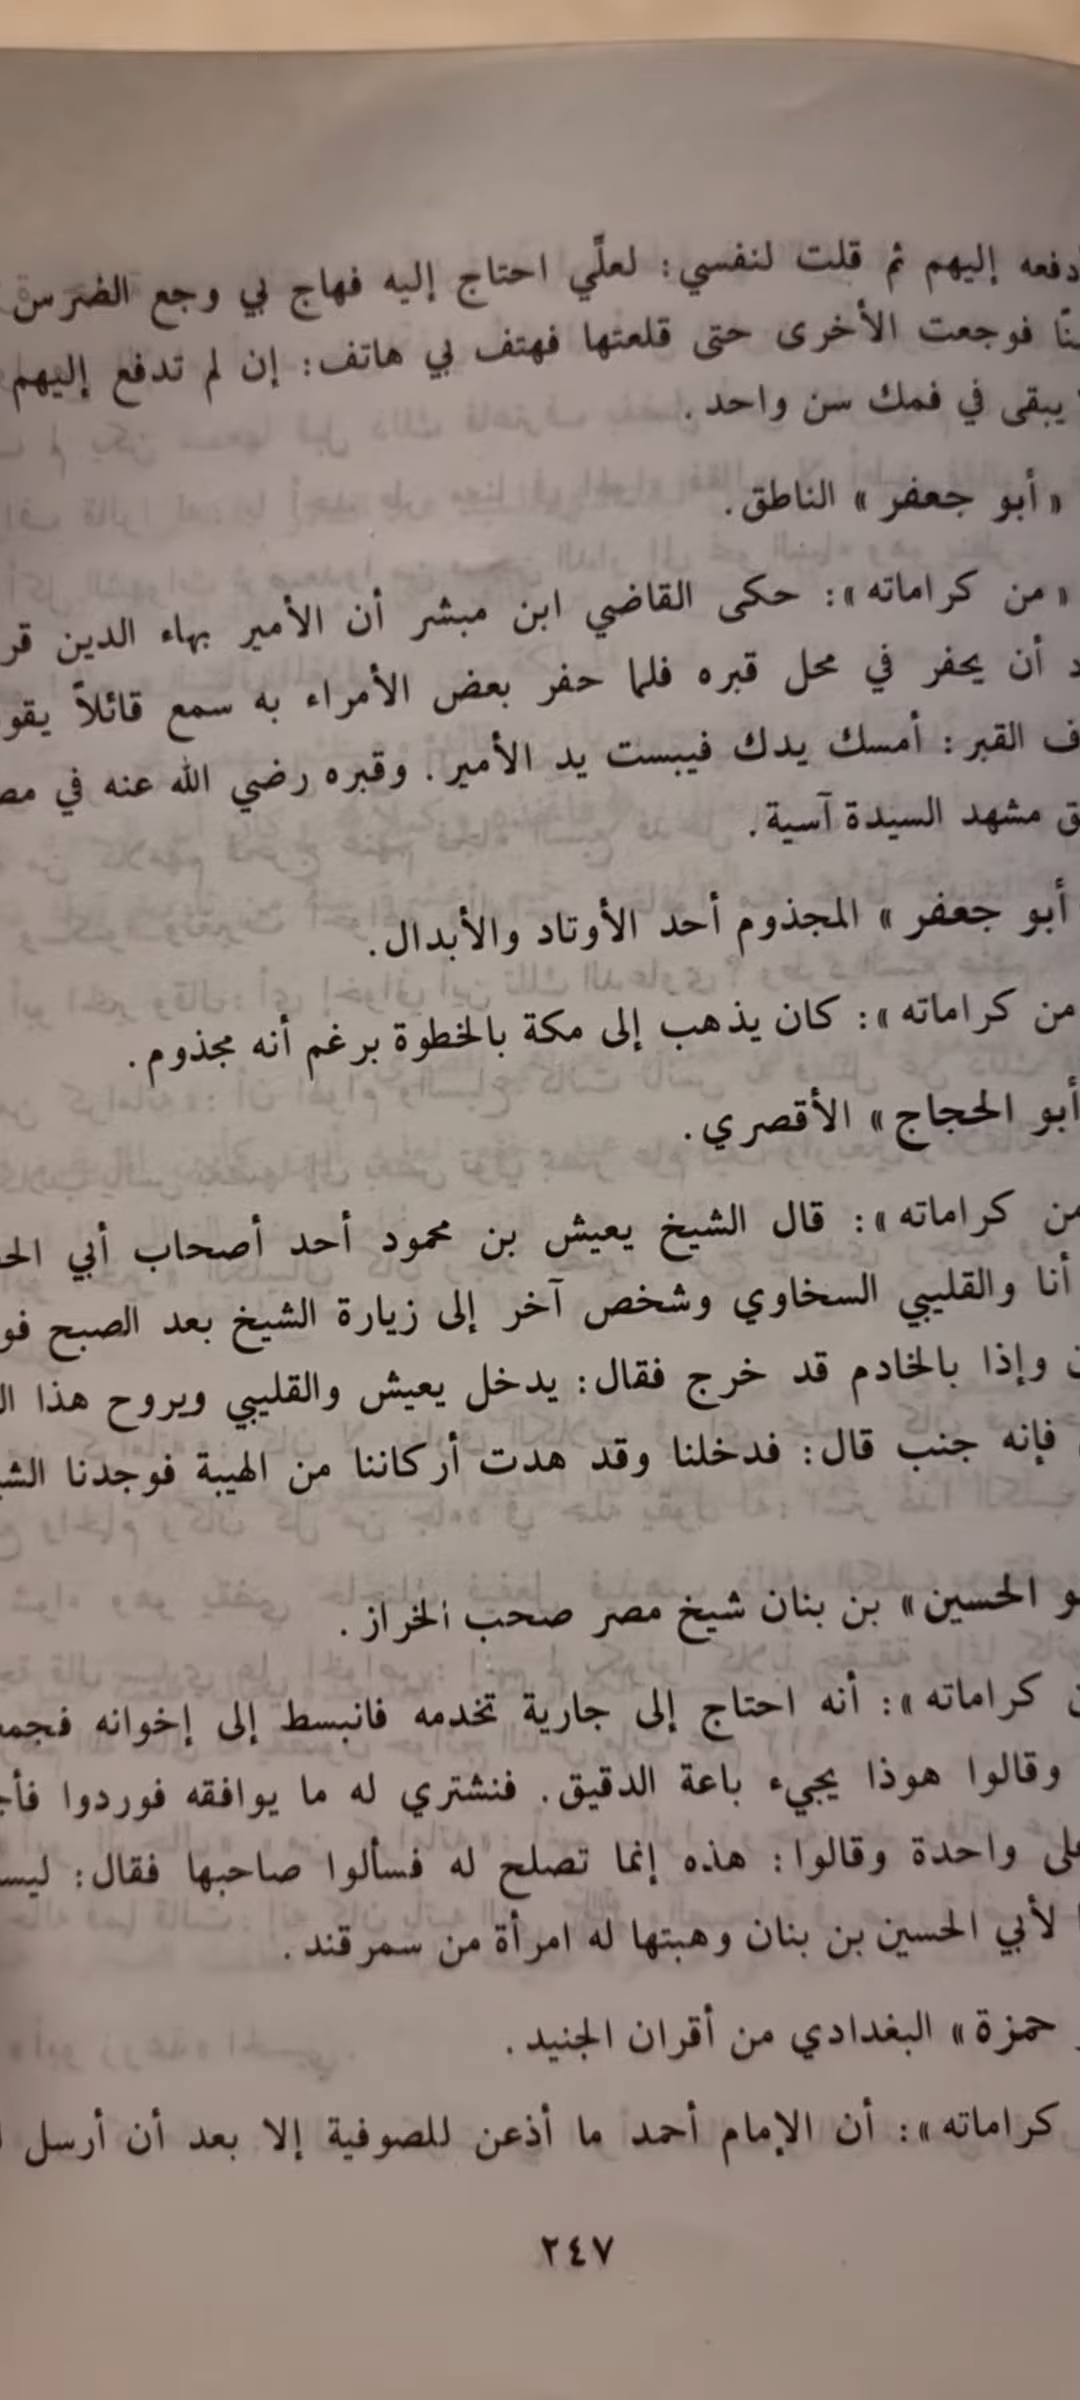 دفعه إليهم ثم قلت لنفسي: لعلّي احتاج إليه فهاج بي وجع الضرس
فوجعت الأخرى حتى قلعتها فهتف بي هاتف: إن لم تدفع إليهم
يبقى في فمك سن واحد.
« أبو جعفر » الناطق.
« من كراماته »: حكى القاضي ابن مبشر أن الأمير بهاء الدين
أن يحفر في محل قبره فلما حفر بعض الأمراء به سمع قائلاً
القبر: أمسك يدك فيبست يد الأمير. وقبره رضي الله عنه في
مشهد السيدة آسية.
أبو جعفر » المجذوم أحد الأوتاد والأبدال.
من كراماته »: كان يذهب إلى مكة بالخطوة برغم أنه مجذوم.
أبو الحجاج » الأقصري.
من كراماته »: قال الشيخ يعيش بن محمود أحد أصحاب أبي
أنا والقليبي السخاوي وشخص آخر إلى زيارة الشيخ بعد الصبح
وإذا بالخادم قد خرج فقال: يدخل يعيش والقليبي ويروح هذا
فإنه جنب قال: فدخلنا وقد هدت أركاننا من الهيبة فوجدنا
الحسين » بن بنان شيخ مصر صحب الخراز.
كراماته »: أنه احتاج إلى جارية تخدمه فانبسط إلى إخوانه
وقالوا هوذا يجيء باعة الدقيق. فنشتري له ما يوافقه فوردوا
واحدة وقالوا: هذه إنما تصلح له فسألوا صاحبها فقال:
لأبي الحسين بن بنان وهبتها له امرأة من سمرقند.
حمزة » البغدادي من أقران الجنيد.
كراماته »: أن الإمام أحمد ما أذعن للصوفية إلا بعد أن أرسل
٢٤٧